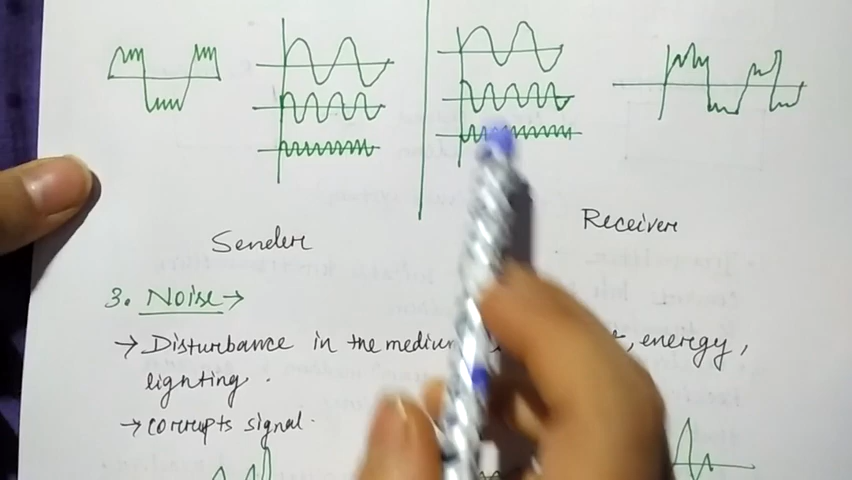 Sender
Receiver
3. Noise →
→ Disturbance in the medium , energy,
lighting.
→ corrupts signal.